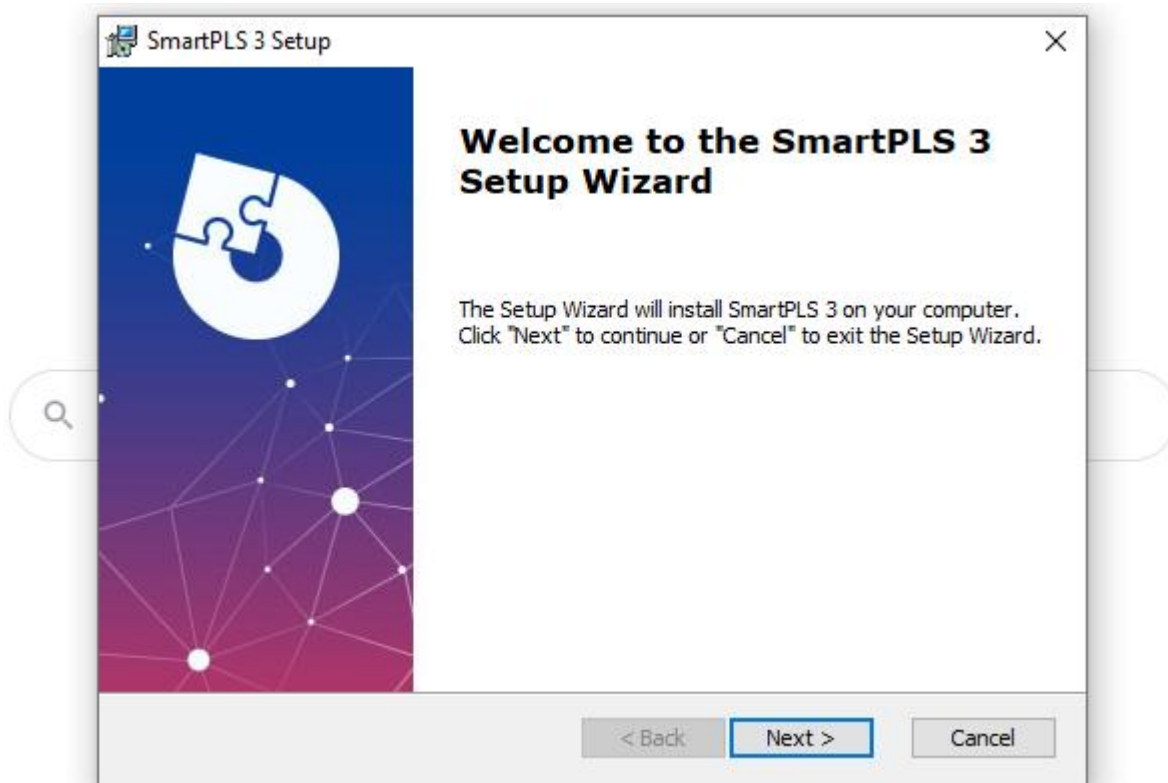 SmartPLS 3 Setup
Welcome to the SmartPLS 3
Setup Wizard
The Setup Wizard will install SmartPLS 3 on your computer.
Click "Next" to continue or "Cancel" to exit the Setup Wizard.
< Back Next > Cancel